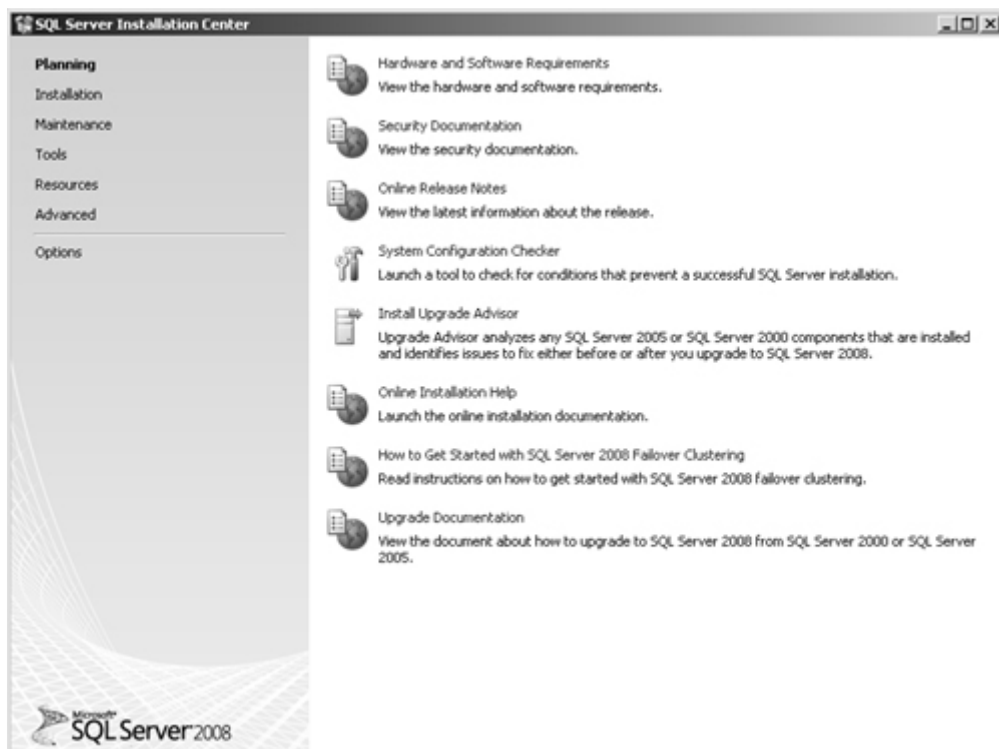 SQL Server Installation Center
Planning
Installation
Maintenance
Tools
Resources
Advanced
Options
Hardware and Software Requirements
View the hardware and software requirements.
Security Documentation
View the security documentation.
Online Release Notes
View the latest information about the release.
System Configuration Checker
Launch a tool to check for conditions that prevent a successful SQL Server installation.
Install Upgrade Advisor
Upgrade Advisor analyzes any SQL Server 2005 or SQL Server 2000 components that are installed
and identifies issues to fix either before or after you upgrade to SQL Server 2008.
Online Installation Help
Launch the online installation documentation.
How to Get Started with SQL Server 2008 Failover Clustering
Read instructions on how to get started with SQL Server 2008 failover clustering.
Upgrade Documentation
View the document about how to upgrade to SQL Server 2008 from SQL Server 2000 or SQL Server
2005.
Microsoft
SQL Server 2008